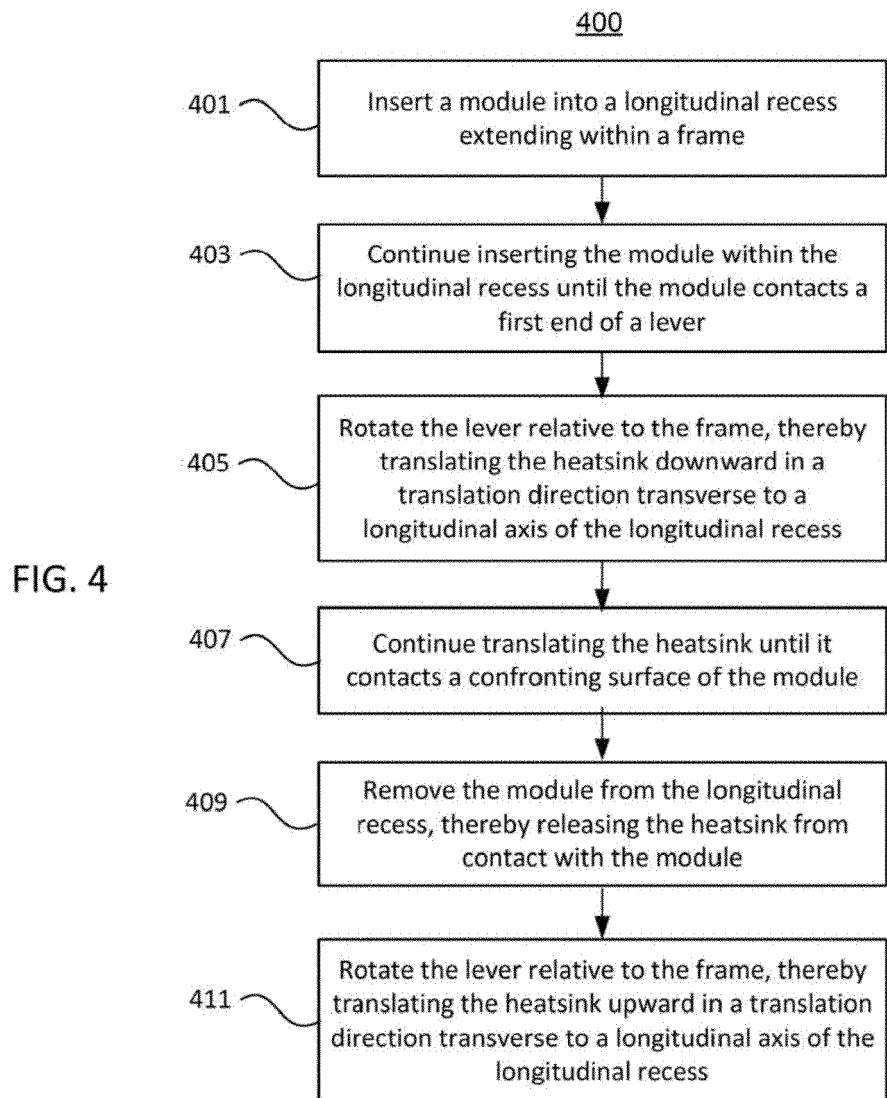 400
401
Insert a module into a longitudinal recess
extending within a frame
403
Continue inserting the module within the
longitudinal recess until the module contacts a
first end of a lever
405
Rotate the lever relative to the frame, thereby
translating the heatsink downward in a
translation direction transverse to a
longitudinal axis of the longitudinal recess
FIG. 4
407
Continue translating the heatsink until it
contacts a confronting surface of the module
409
Remove the module from the longitudinal
recess, thereby releasing the heatsink from
contact with the module
411
Rotate the lever relative to the frame, thereby
translating the heatsink upward in a translation
direction transverse to a longitudinal axis of the
longitudinal recess